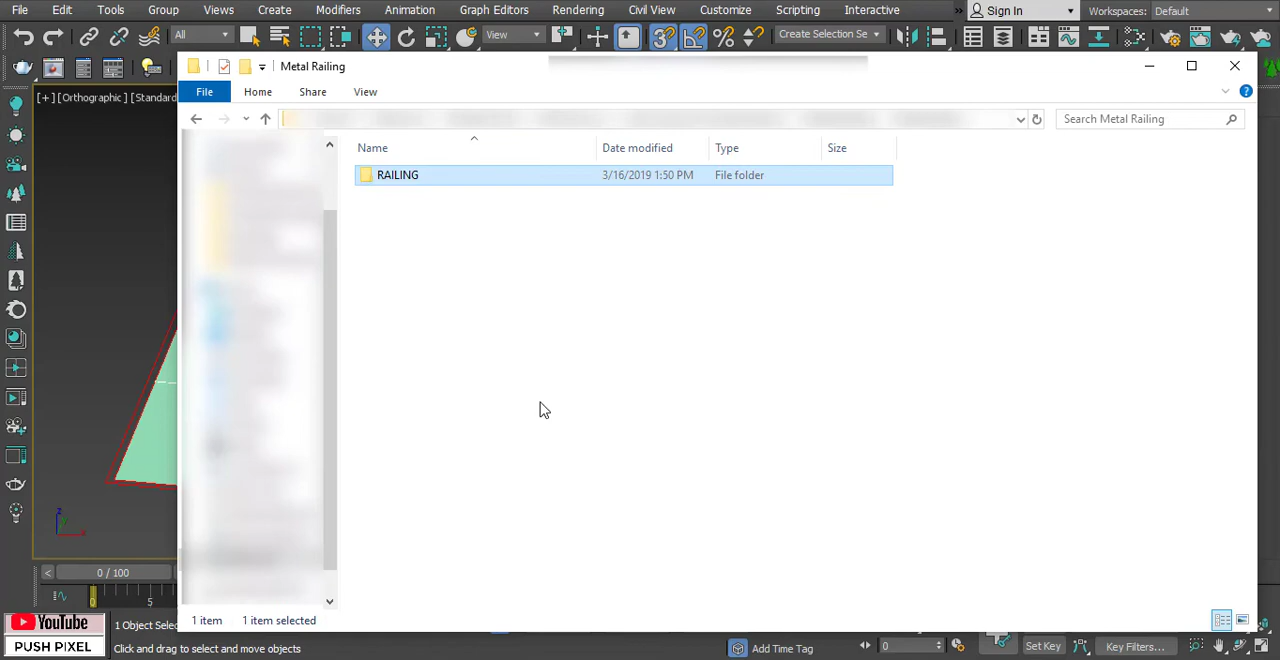 File Edit Tools Group Views Create Modifiers Animation Graph Editors Rendering Civil View Customize Scripting Interactive » Sign In Workspaces: Default
All View 3 Create Selection Se
Metal Railing
[+][Orthographic][Standard
File Home Share View
Search Metal Railing
Name Date modified Type Size
RAILING 3/16/2019 1:50 PM File folder
z
x
< 0 / 100
0 5
1 item 1 item selected
YouTube
PUSH PIXEL
1 Object Selec
Click and drag to select and move objects
Add Time Tag 0 Set Key Key Filters...